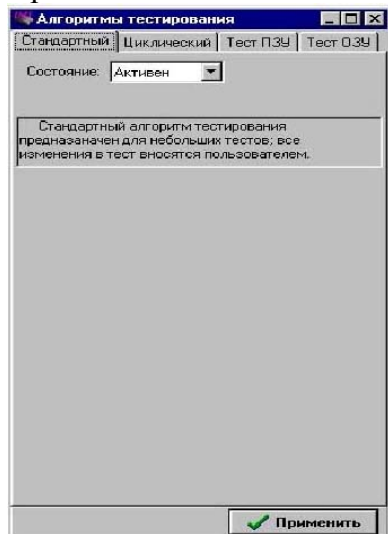 Алгоритмы тестирования
Стандартный Циклический Тест ПЗУ Тест ОЗУ
Состояние: Активен
Стандартный алгоритм тестирования
предназаначен для небольших тестов; все
изменения в тест вносятся пользователем.
Применить